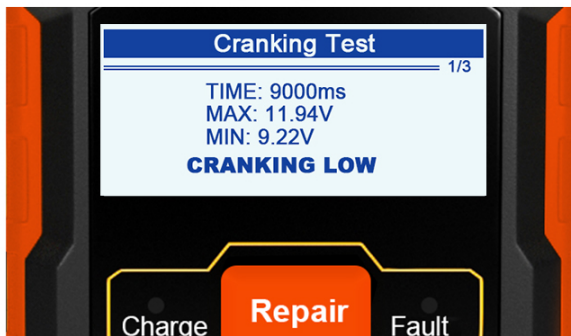 Cranking Test
1/3
TIME: 9000ms
MAX: 11.94V
MIN: 9.22V
CRANKING LOW
Repair
Charge
Fault